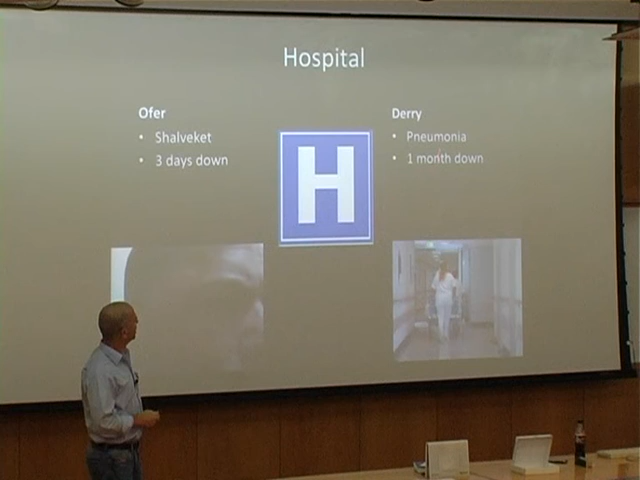 Hospital
Ofer
• Shalveket
• 3 days down
H
Derry
• Pneumonia
• 1 month down